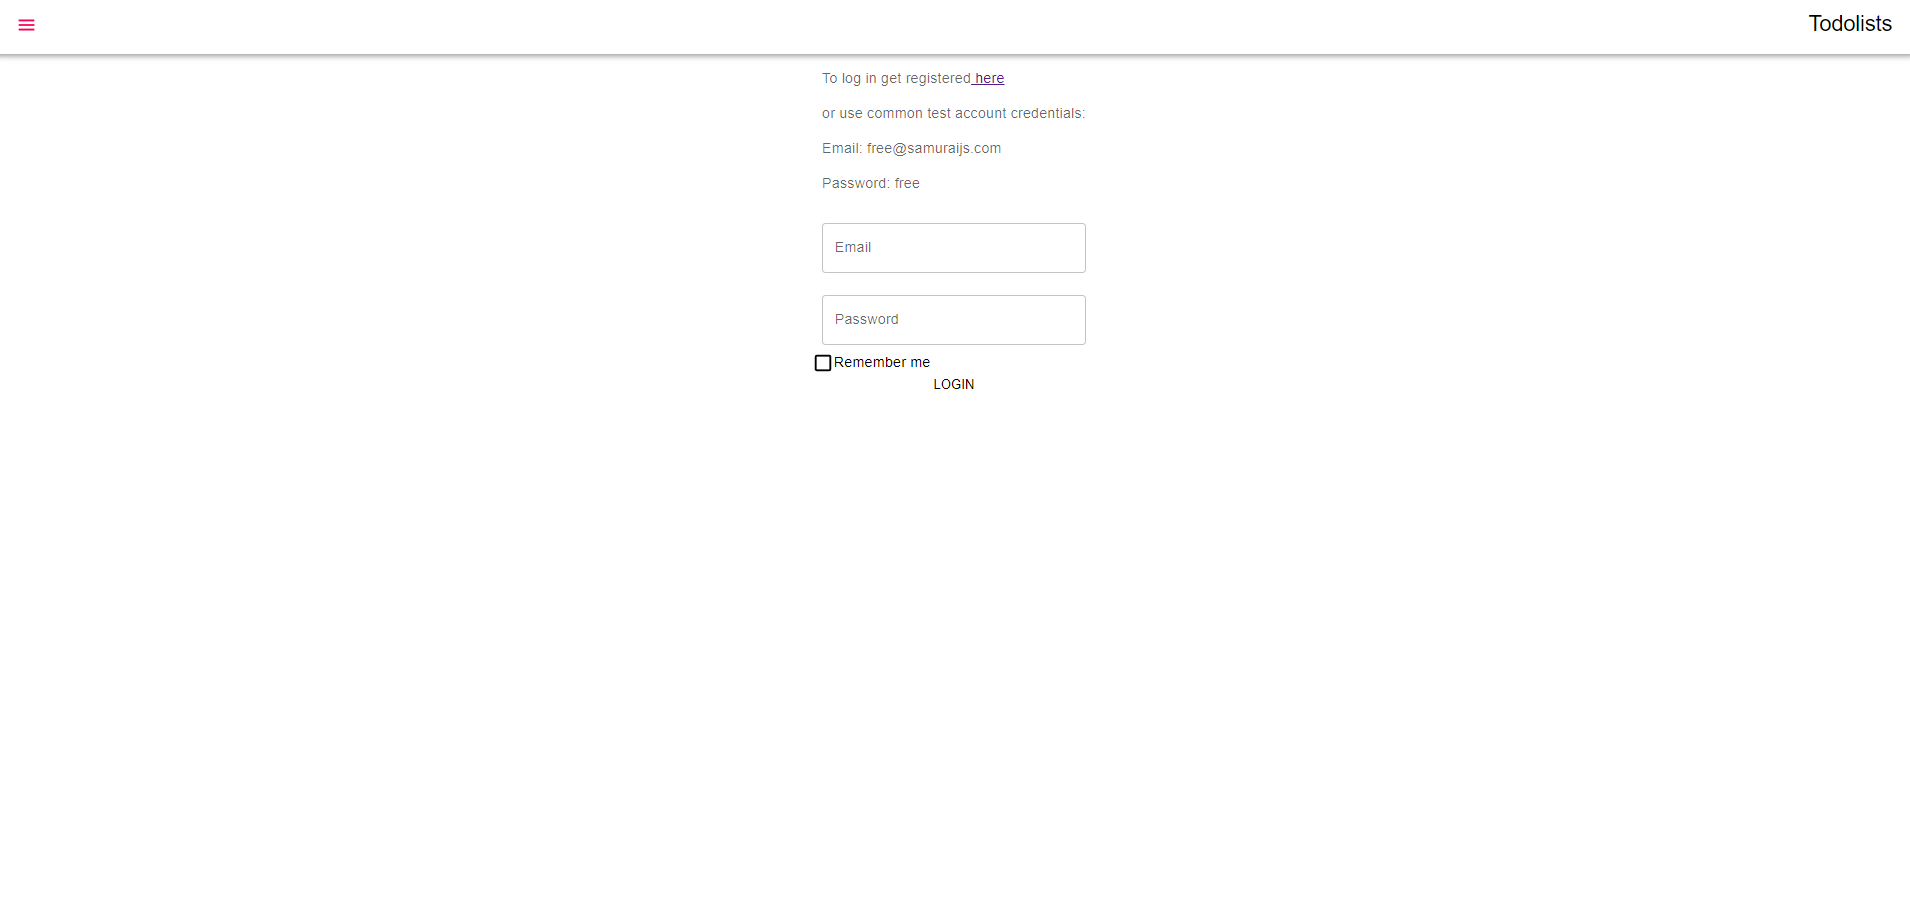 Todolists
To log in get registered here
or use common test account credentials:
Email: free@samuraijs.com
Password: free
Email
Password
Remember me
LOGIN